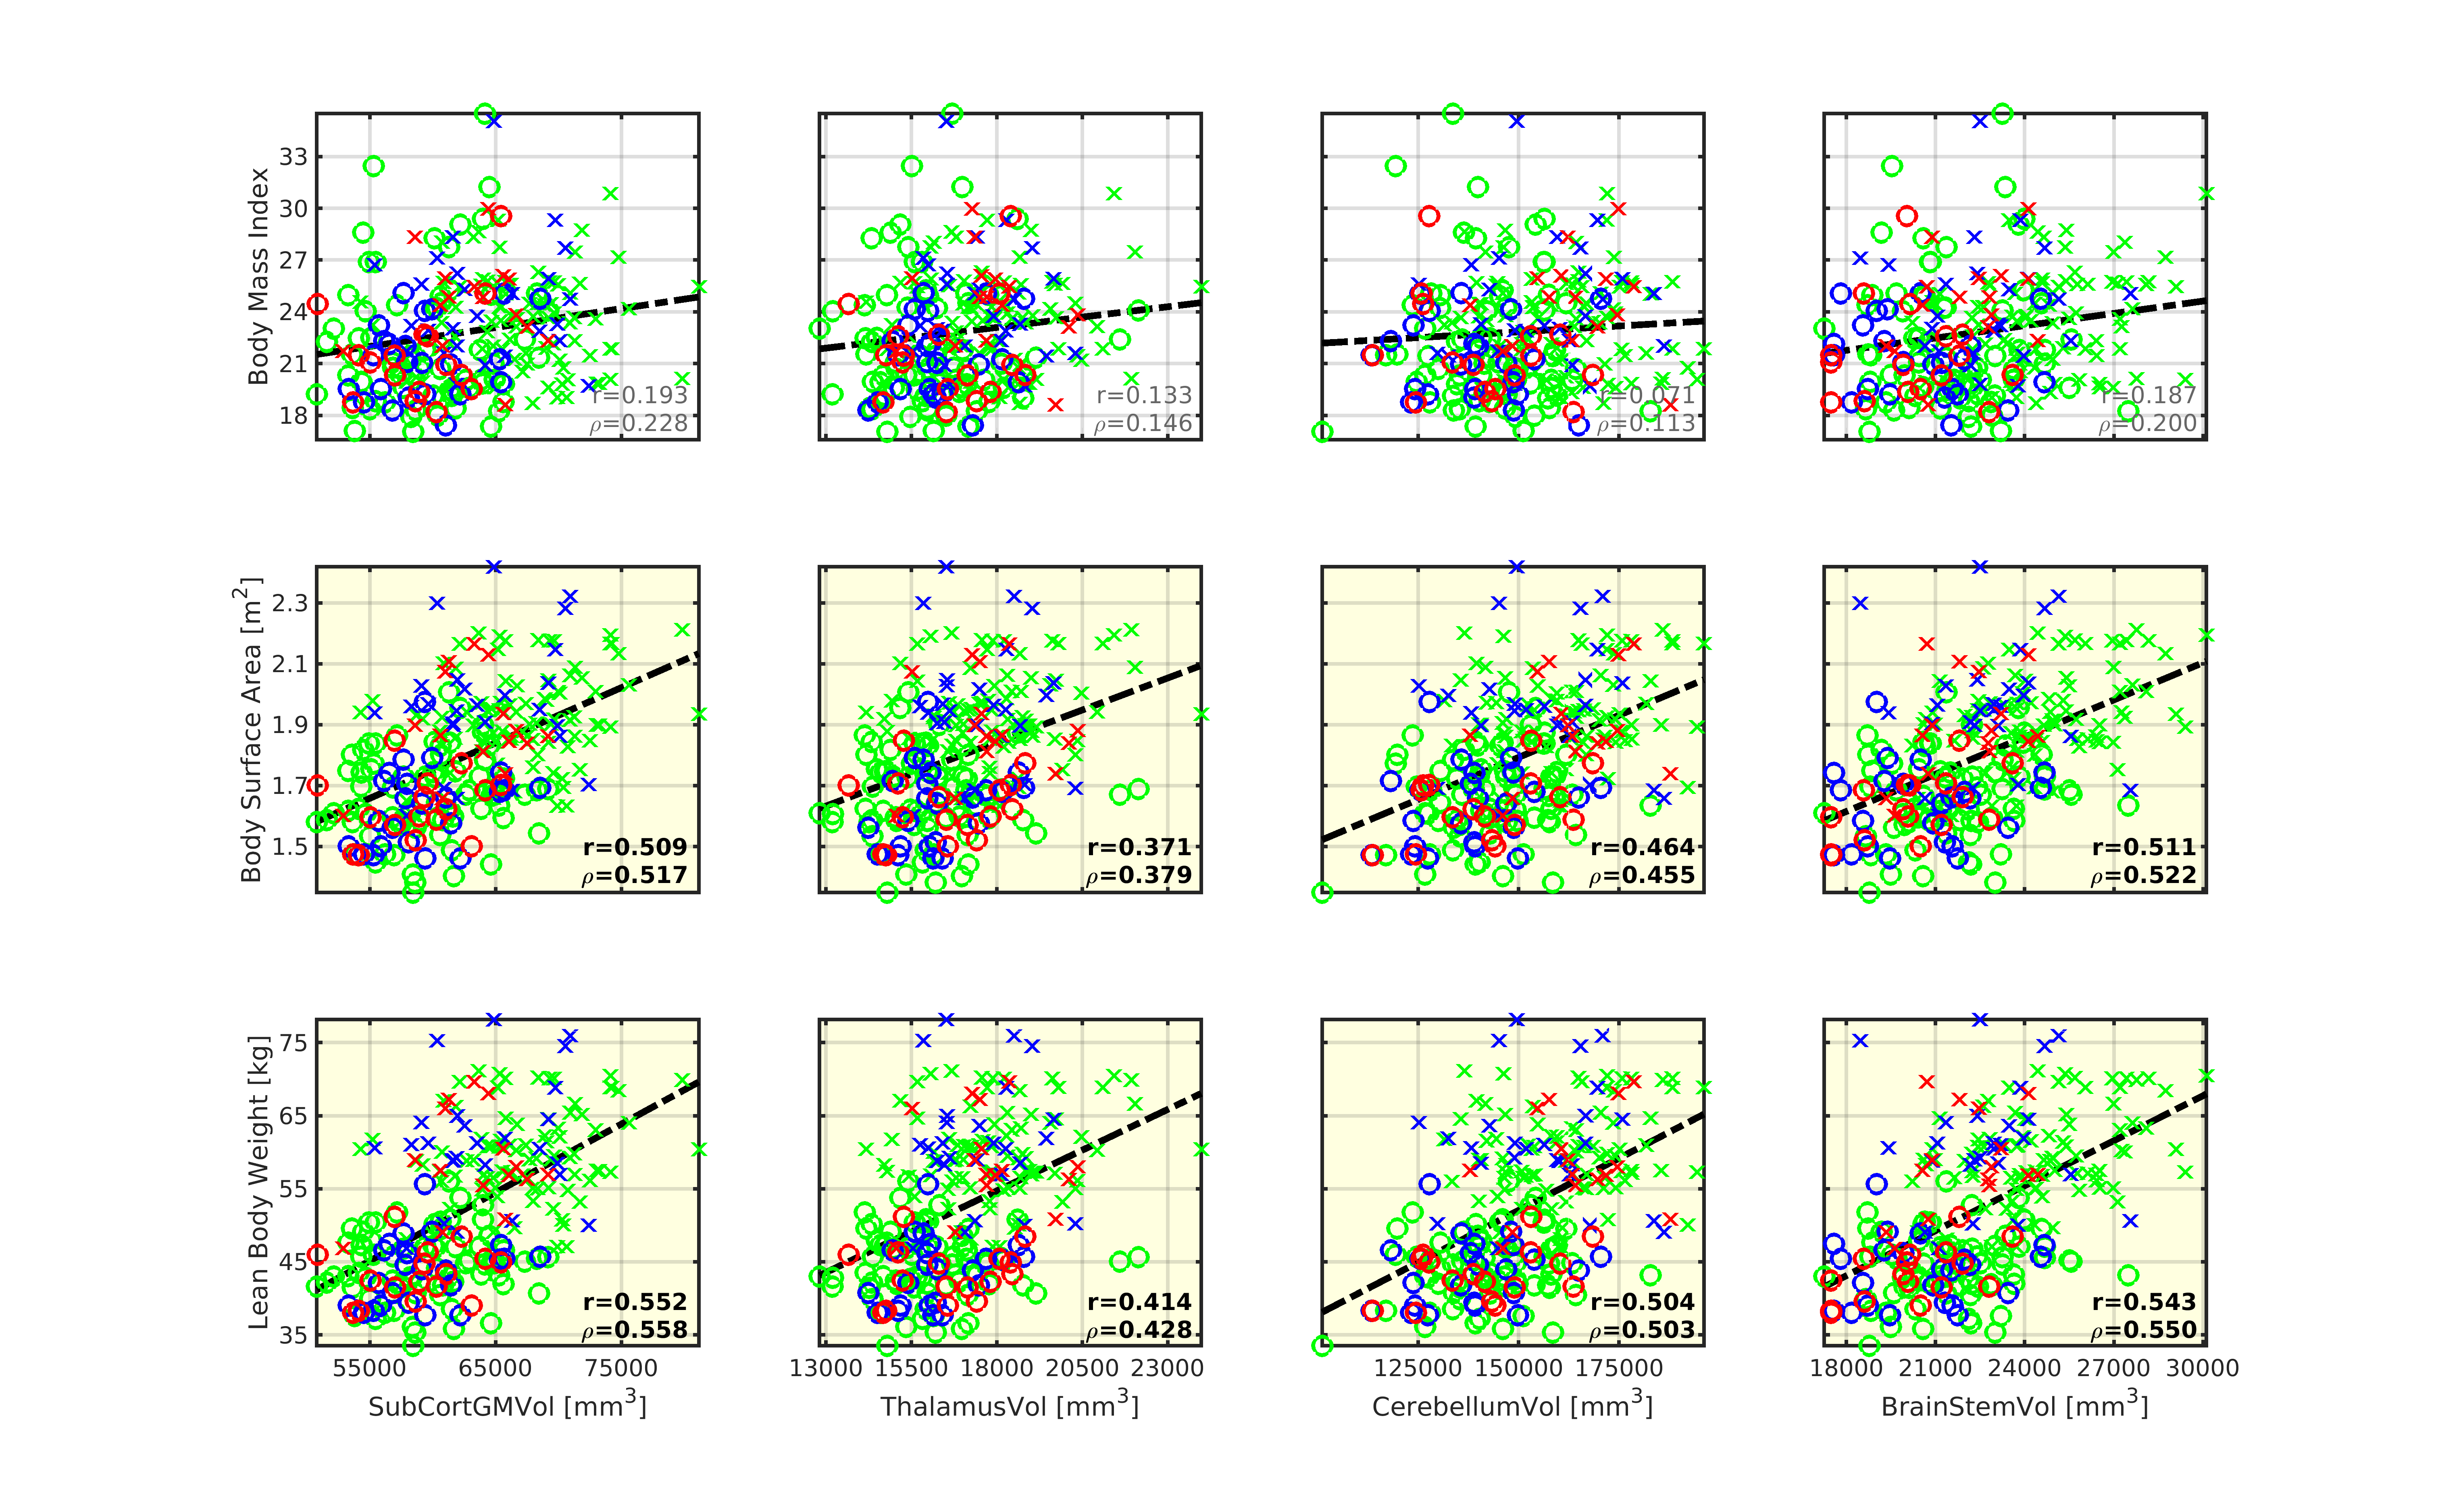 Body Mass Index
33
30
27
24
21
18
r=0.193
ρ=0.228
r=0.133
ρ=0.146
r=0.071
ρ=0.113
r=0.187
ρ=0.200
Body Surface Area [m²]
2.3
2.1
1.9
1.7
1.5
r=0.509
ρ=0.517
r=0.371
ρ=0.379
r=0.464
ρ=0.455
r=0.511
ρ=0.522
Lean Body Weight [kg]
75
65
55
45
35
r=0.552
ρ=0.558
r=0.414
ρ=0.428
r=0.504
ρ=0.503
r=0.543
ρ=0.550
55000 65000 75000
13000 15500 18000 20500 23000
125000 150000 175000
18000 21000 24000 27000 30000
SubCortGMVol [mm³]
ThalamusVol [mm³]
CerebellumVol [mm³]
BrainStemVol [mm³]